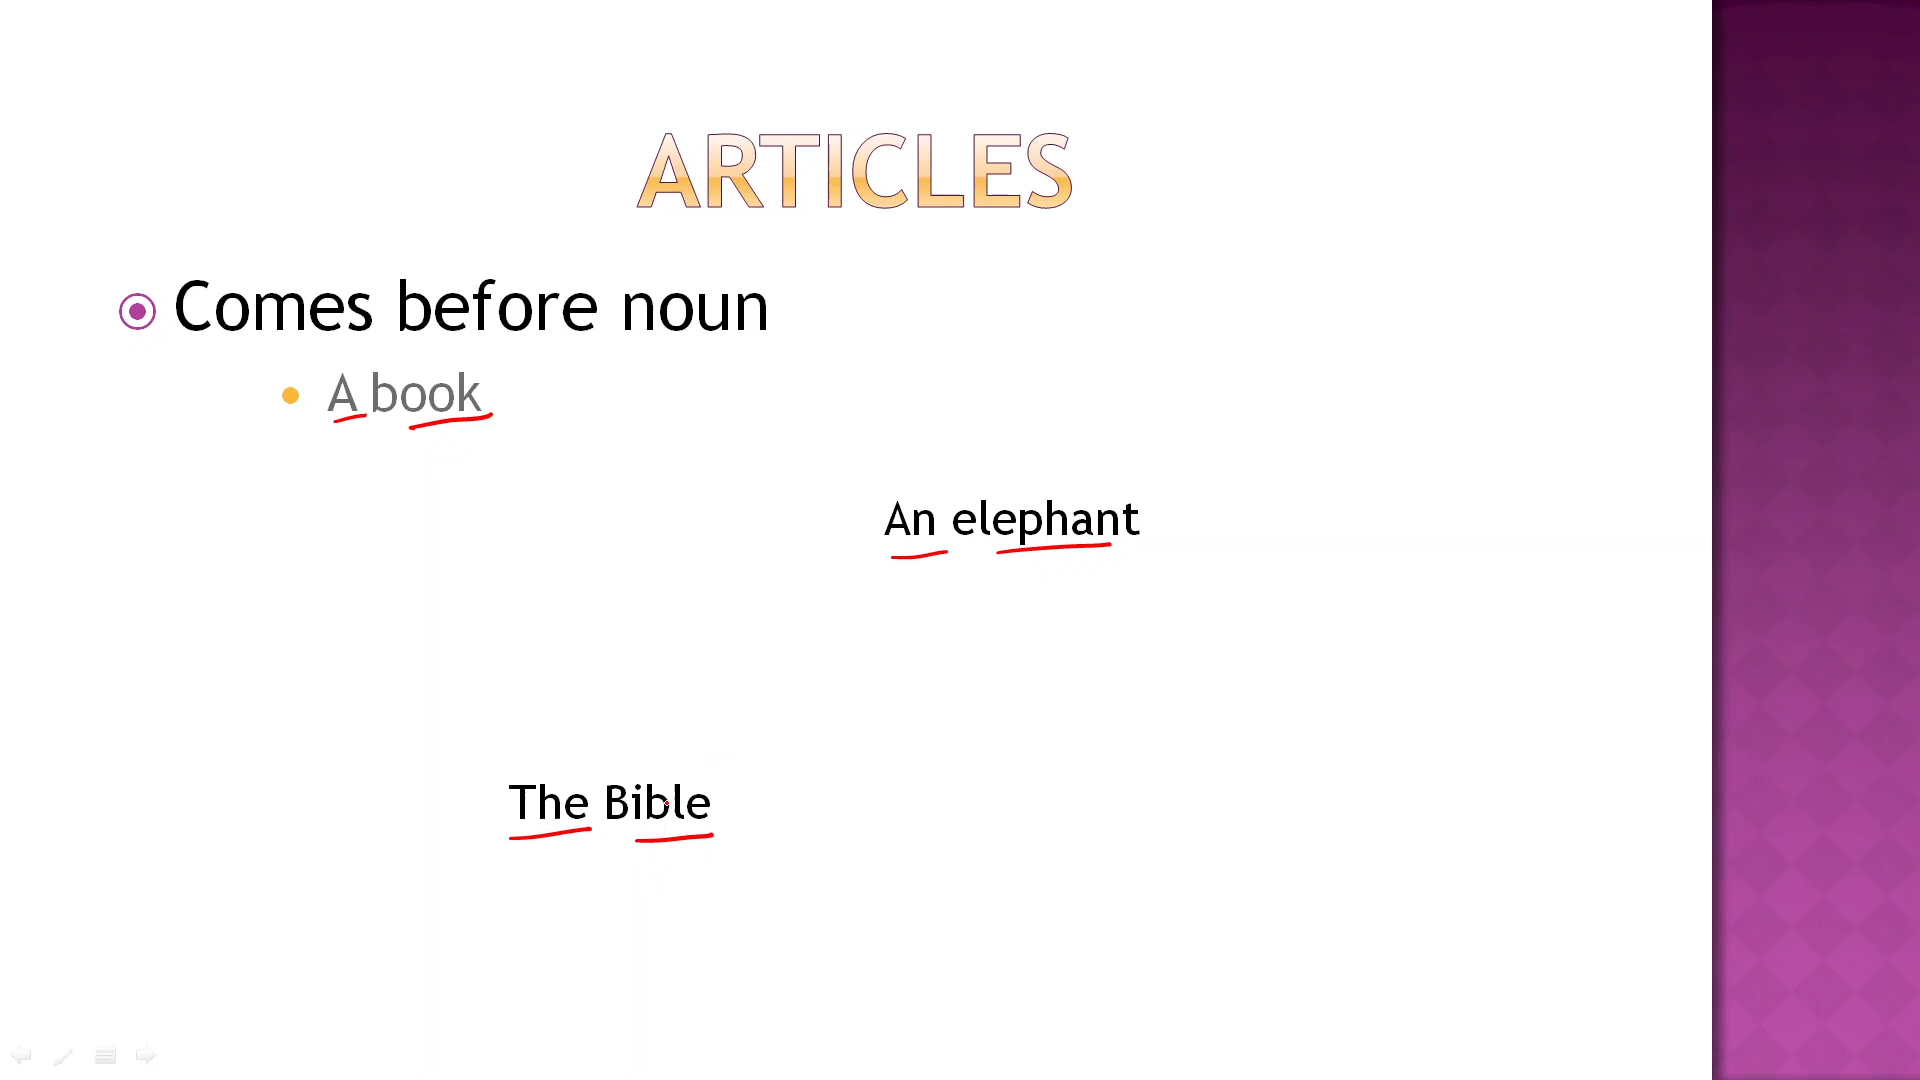 ARTICLES
Comes before noun
A book
An elephant
The Bible